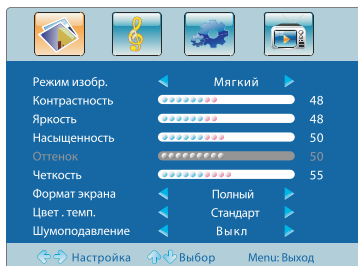 Режим изобр. Мягкий
Контрастность 48
Яркость 48
Насыщенность 50
Оттенок 50
Четкость 55
Формат экрана Полный
Цвет . темп. Стандарт
Шумоподавление Выкл
Настройка Выбор Menu: Выход